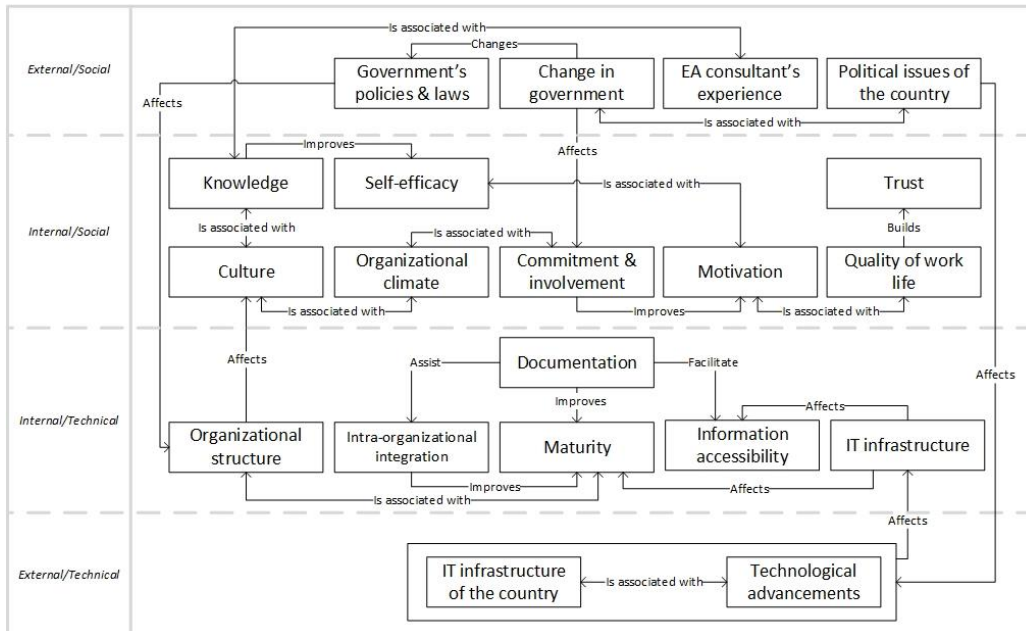 Is associated with
Changes
External/Social
Government's
policies & laws
Change in
government
EA consultant's
experience
Political issues of
the country
Affects
Is associated with
Improves
Affects
Knowledge
Self-efficacy
Is associated with
Trust
Internal/Social
Is associated with
Is associated with
Builds
Culture
Organizational
climate
Commitment &
involvement
Motivation
Quality of work
life
Is associated with
Improves
Is associated with
Affects
Assist
Documentation
Facilitate
Affects
Improves
Affects
Internal/Technical
Organizational
structure
Intra-organizational
integration
Maturity
Information
accessibility
IT infrastructure
Improves
Affects
Is associated with
Affects
External/Technical
IT infrastructure
of the country
Is associated with
Technological
advancements